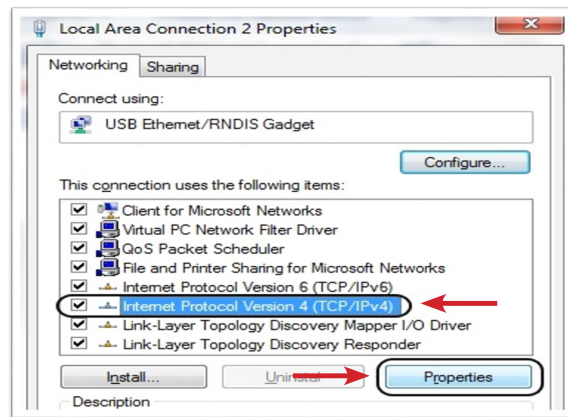 Local Area Connection 2 Properties
Networking Sharing
Connect using:
USB Ethernet/RNDIS Gadget
Configure...
This connection uses the following items:
Client for Microsoft Networks
Virtual PC Network Filter Driver
QoS Packet Scheduler
File and Printer Sharing for Microsoft Networks
Internet Protocol Version 6 (TCP/IPv6)
Internet Protocol Version 4 (TCP/IPv4)
Link-Layer Topology Discovery Mapper I/O Driver
Link-Layer Topology Discovery Responder
Install... Uninstall Properties
Description